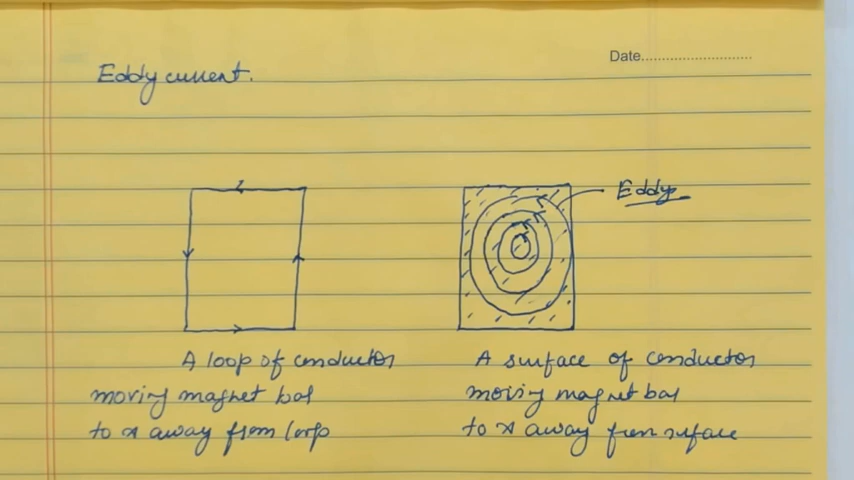 Date..........................
Eddy current.
Eddy
A loop of conductor
moving magnet bar
to & away from loop
A surface of conductor
moving magnet bar
to & away from surface